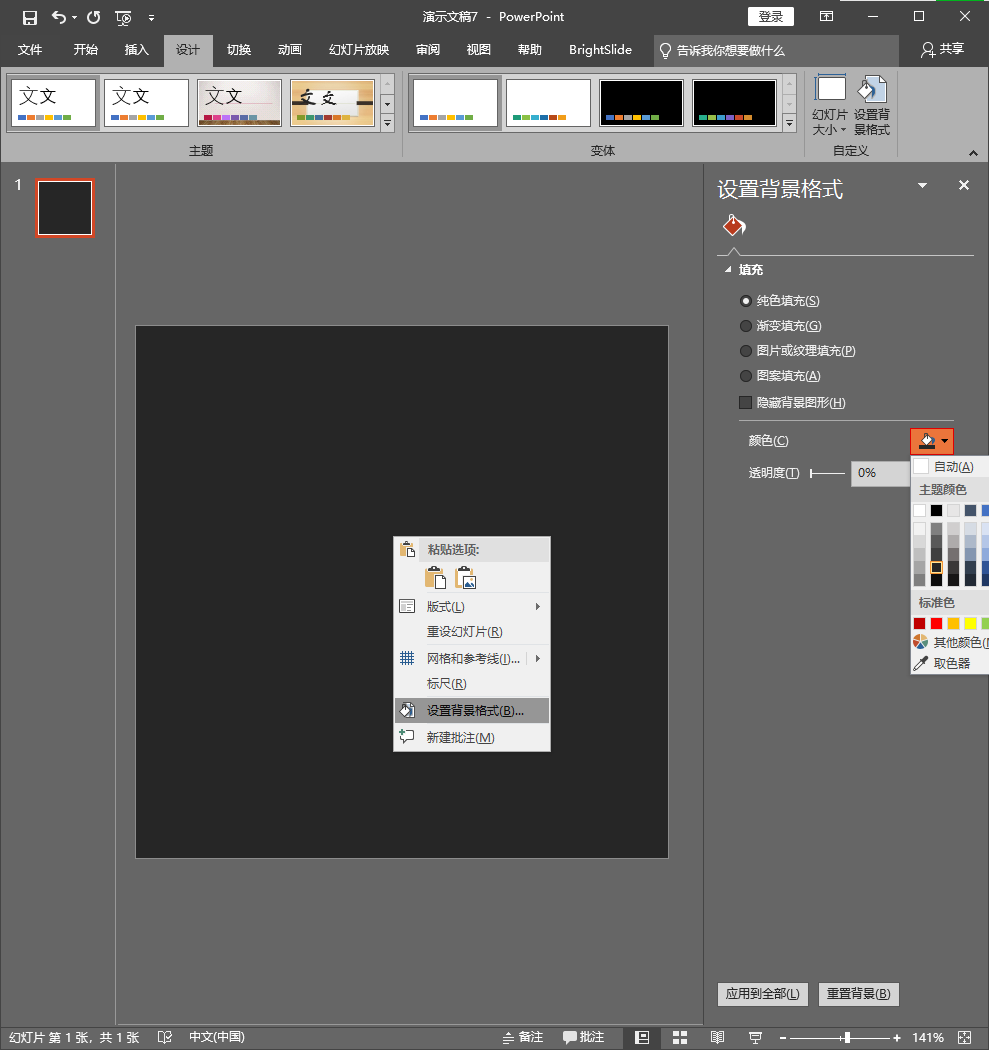 演示文稿7 - PowerPoint
登录
文件 开始 插入 设计 切换 动画 幻灯片放映 审阅 视图 帮助 BrightSlide 告诉我你想要做什么 共享
文文 文文 文文 文文
幻灯片大小
设置背景格式
主题 变体 自定义
1
设置背景格式
填充
纯色填充(S)
渐变填充(G)
图片或纹理填充(P)
图案填充(A)
隐藏背景图形(H)
颜色(C)
透明度(T) 0%
自动(A)
主题颜色
标准色
其他颜色(
取色器
粘贴选项:
版式(L)
重设幻灯片(R)
网格和参考线(I)...
标尺(R)
设置背景格式(B)...
新建批注(M)
应用到全部(L) 重置背景(B)
幻灯片 第 1 张，共 1 张 中文(中国) 备注 批注 141%